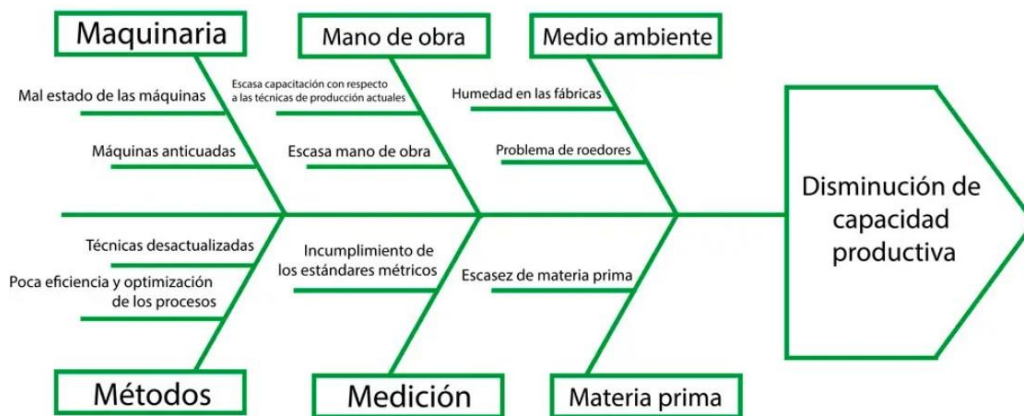 Maquinaria
Mano de obra
Medio ambiente
Mal estado de las máquinas
Máquinas anticuadas
Escasa capacitación con respecto
a las técnicas de producción actuales
Escasa mano de obra
Humedad en las fábricas
Problema de roedores
Disminución de
capacidad
productiva
Técnicas desactualizadas
Poca eficiencia y optimización
de los procesos
Incumplimiento de
los estándares métricos
Escasez de materia prima
Métodos
Medición
Materia prima